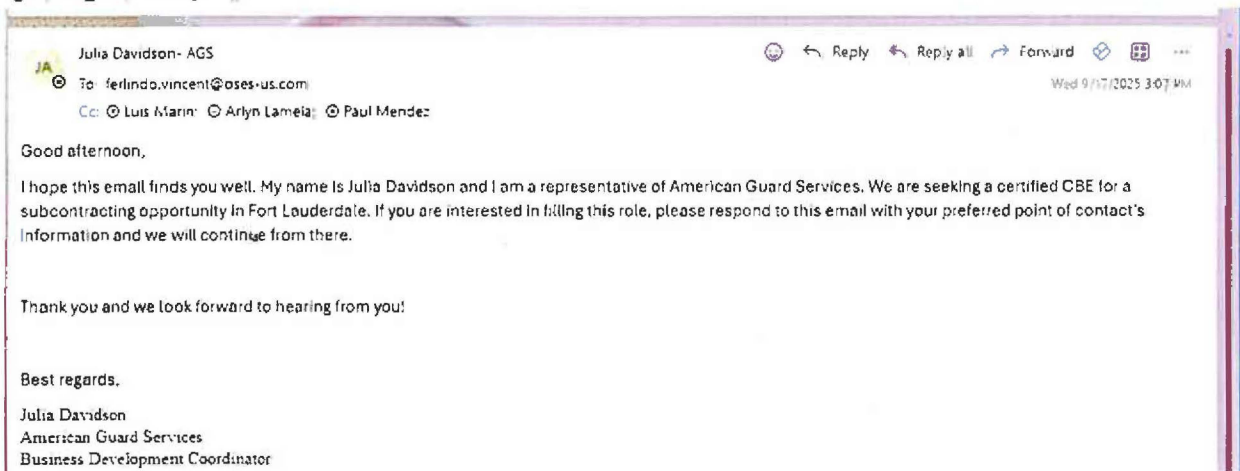 Julia Davidson- AGS
Reply Reply all Forward ...
JA
To: ferlindo.vincent@oses-us.com
Wed 9/17/2025 3:07 PM
Cc: Luis Marin; Arlyn Lamela; Paul Mendez
Good afternoon,
I hope this email finds you well. My name is Julia Davidson and I am a representative of American Guard Services. We are seeking a certified CBE for a
subcontracting opportunity in Fort Lauderdale. If you are interested in filling this role, please respond to this email with your preferred point of contact's
information and we will continue from there.
Thank you and we look forward to hearing from you!
Best regards,
Julia Davidson
American Guard Services
Business Development Coordinator